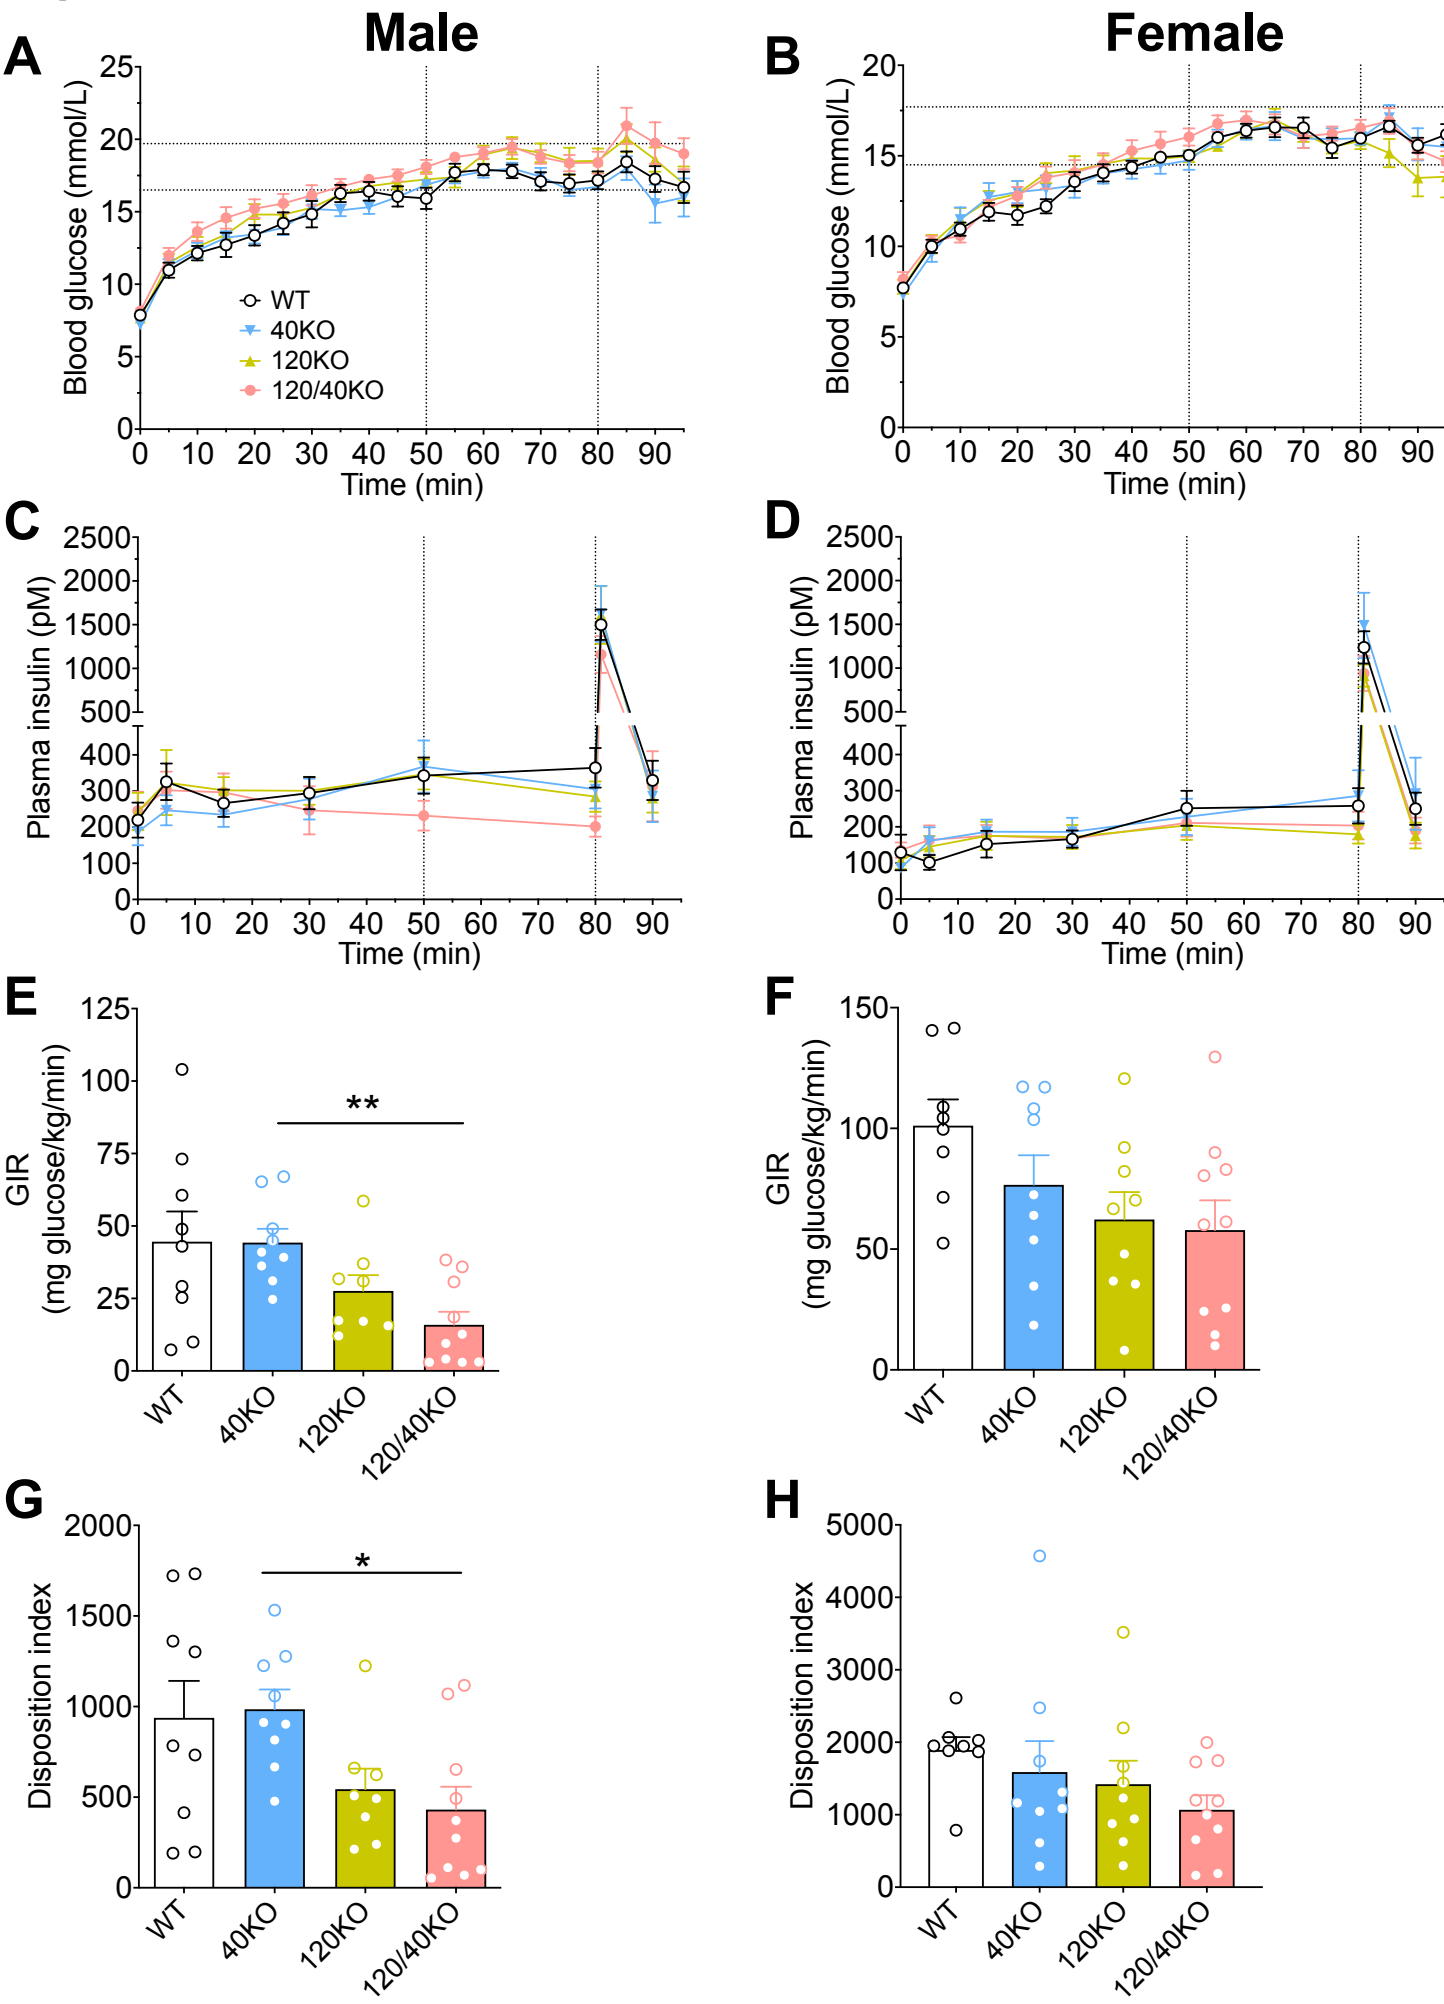 Male
Female
A
25
20
15
10
5
0
Blood glucose (mmol/L)
WT
40KO
120KO
120/40KO
0 10 20 30 40 50 60 70 80 90
Time (min)
B
20
15
10
5
0
Blood glucose (mmol/L)
0 10 20 30 40 50 60 70 80 90
Time (min)
C
2500
2000
1500
1000
500
400
300
200
100
0
Plasma insulin (pM)
0 10 20 30 40 50 60 70 80 90
Time (min)
D
2500
2000
1500
1000
500
400
300
200
100
0
Plasma insulin (pM)
0 10 20 30 40 50 60 70 80 90
Time (min)
E
125
100
75
50
25
0
GIR
(mg glucose/kg/min)
**
WT
40KO
120KO
120/40KO
F
150
100
50
0
GIR
(mg glucose/kg/min)
WT
40KO
120KO
120/40KO
G
2000
1500
1000
500
0
Disposition index
*
WT
40KO
120KO
120/40KO
H
5000
4000
3000
2000
1000
0
Disposition index
WT
40KO
120KO
120/40KO